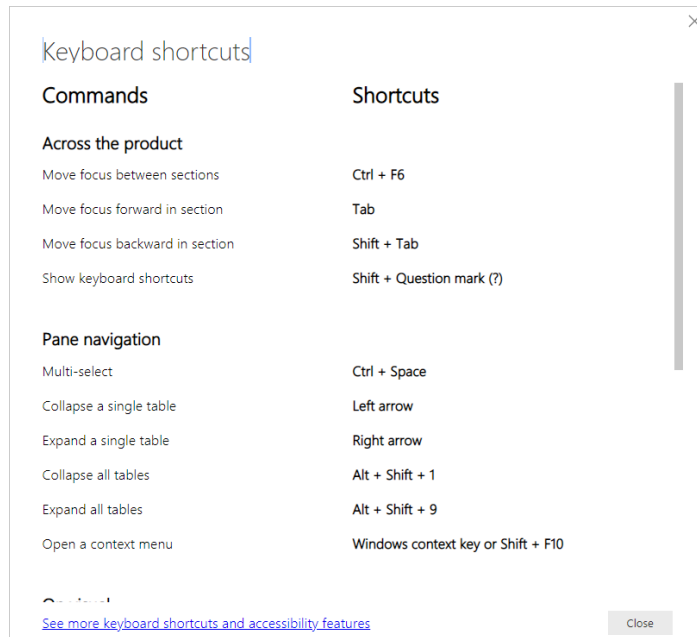 Keyboard shortcuts
Commands Shortcuts
Across the product
Move focus between sections Ctrl + F6
Move focus forward in section Tab
Move focus backward in section Shift + Tab
Show keyboard shortcuts Shift + Question mark (?)
Pane navigation
Multi-select Ctrl + Space
Collapse a single table Left arrow
Expand a single table Right arrow
Collapse all tables Alt + Shift + 1
Expand all tables Alt + Shift + 9
Open a context menu Windows context key or Shift + F10
On visual
See more keyboard shortcuts and accessibility features Close